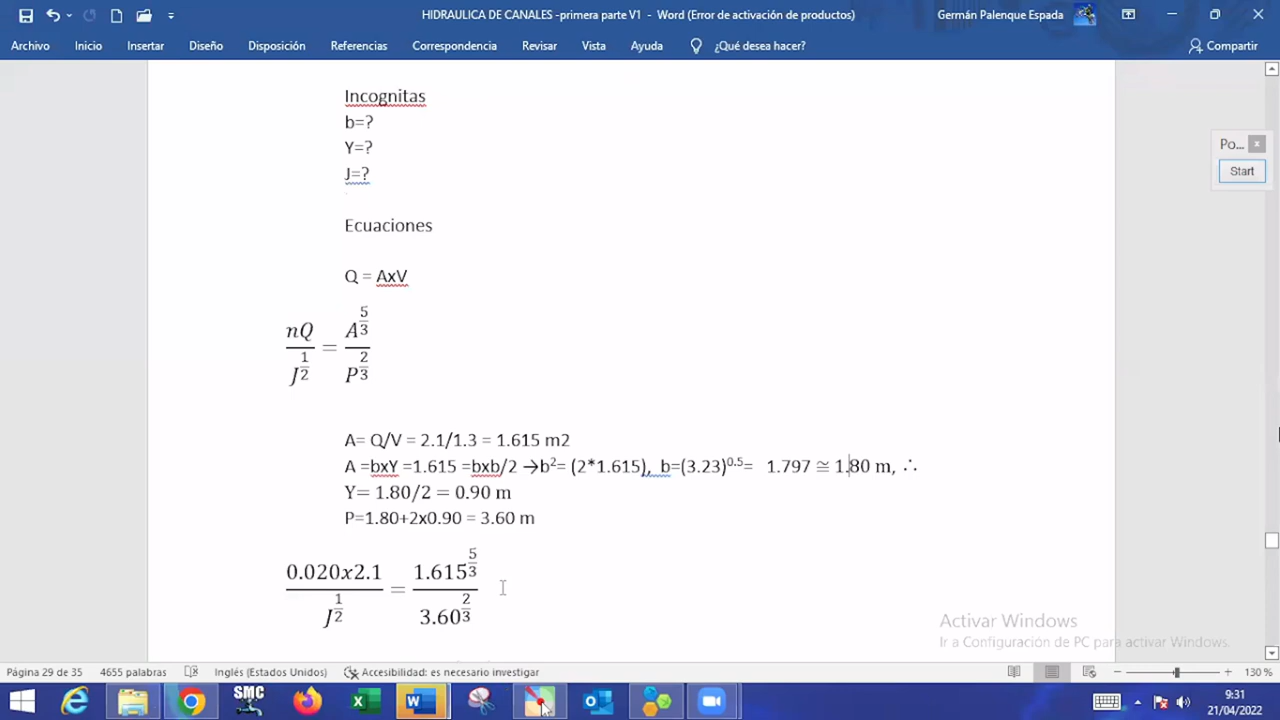 HIDRAULICA DE CANALES -primera parte V1 - Word (Error de activación de productos)
Germán Palenque Espada
Archivo Inicio Insertar Diseño Disposición Referencias Correspondencia Revisar Vista Ayuda ¿Qué desea hacer? Compartir
Incognitas
b=?
Y=?
J=?
Po...
Start
Ecuaciones
Q = AxV
nQ/J^(1/2) = A^(5/3)/P^(2/3)
A= Q/V = 2.1/1.3 = 1.615 m2
A =bxY =1.615 =bxb/2 →b²= (2*1.615), b=(3.23)^0.5= 1.797 ≅ 1.80 m, ∴
Y= 1.80/2 = 0.90 m
P=1.80+2x0.90 = 3.60 m
0.020x2.1/J^(1/2) = 1.615^(5/3)/3.60^(2/3)
Activar Windows
Ir a Configuración de PC para activar Windows.
Página 29 de 35 4655 palabras Inglés (Estados Unidos) Accesibilidad: es necesario investigar 130 %
SMC
9:31
21/04/2022